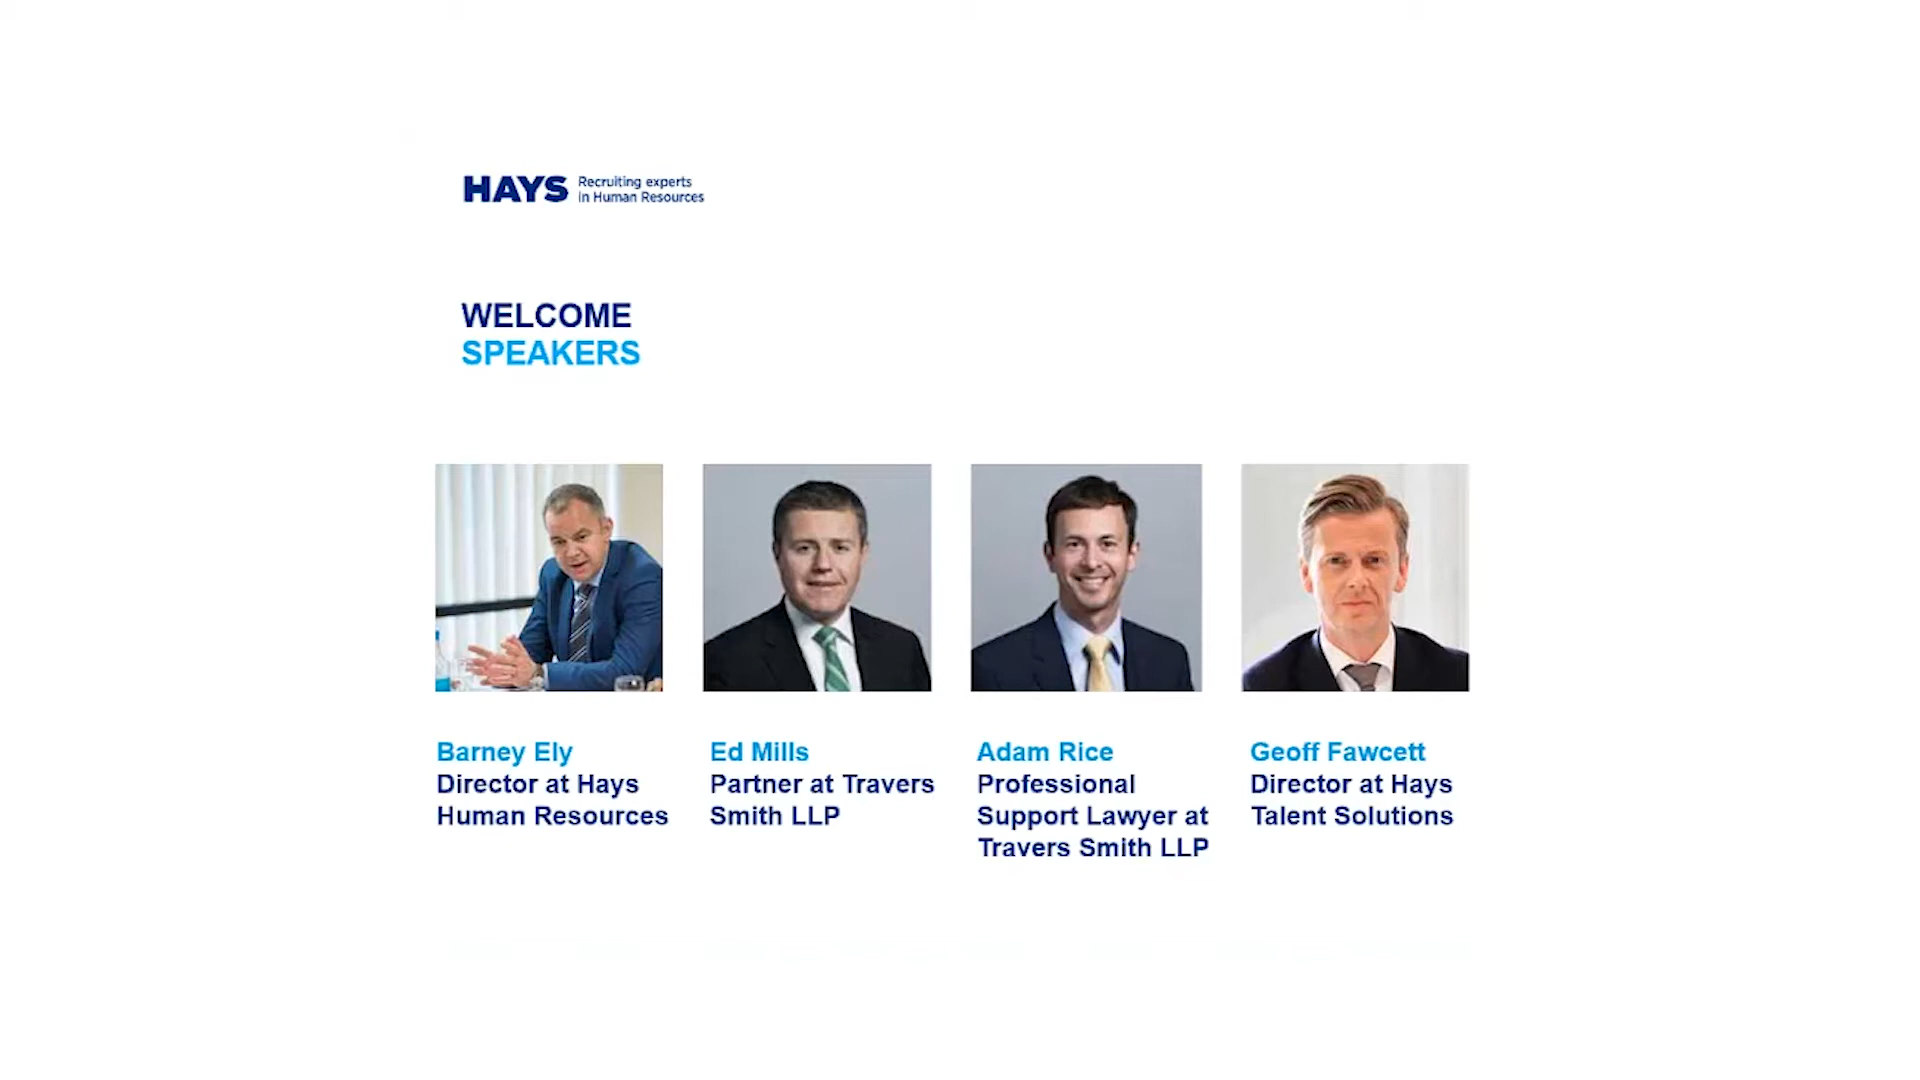 HAYS Recruiting experts
in Human Resources
WELCOME
SPEAKERS
Barney Ely
Director at Hays
Human Resources
Ed Mills
Partner at Travers
Smith LLP
Adam Rice
Professional
Support Lawyer at
Travers Smith LLP
Geoff Fawcett
Director at Hays
Talent Solutions